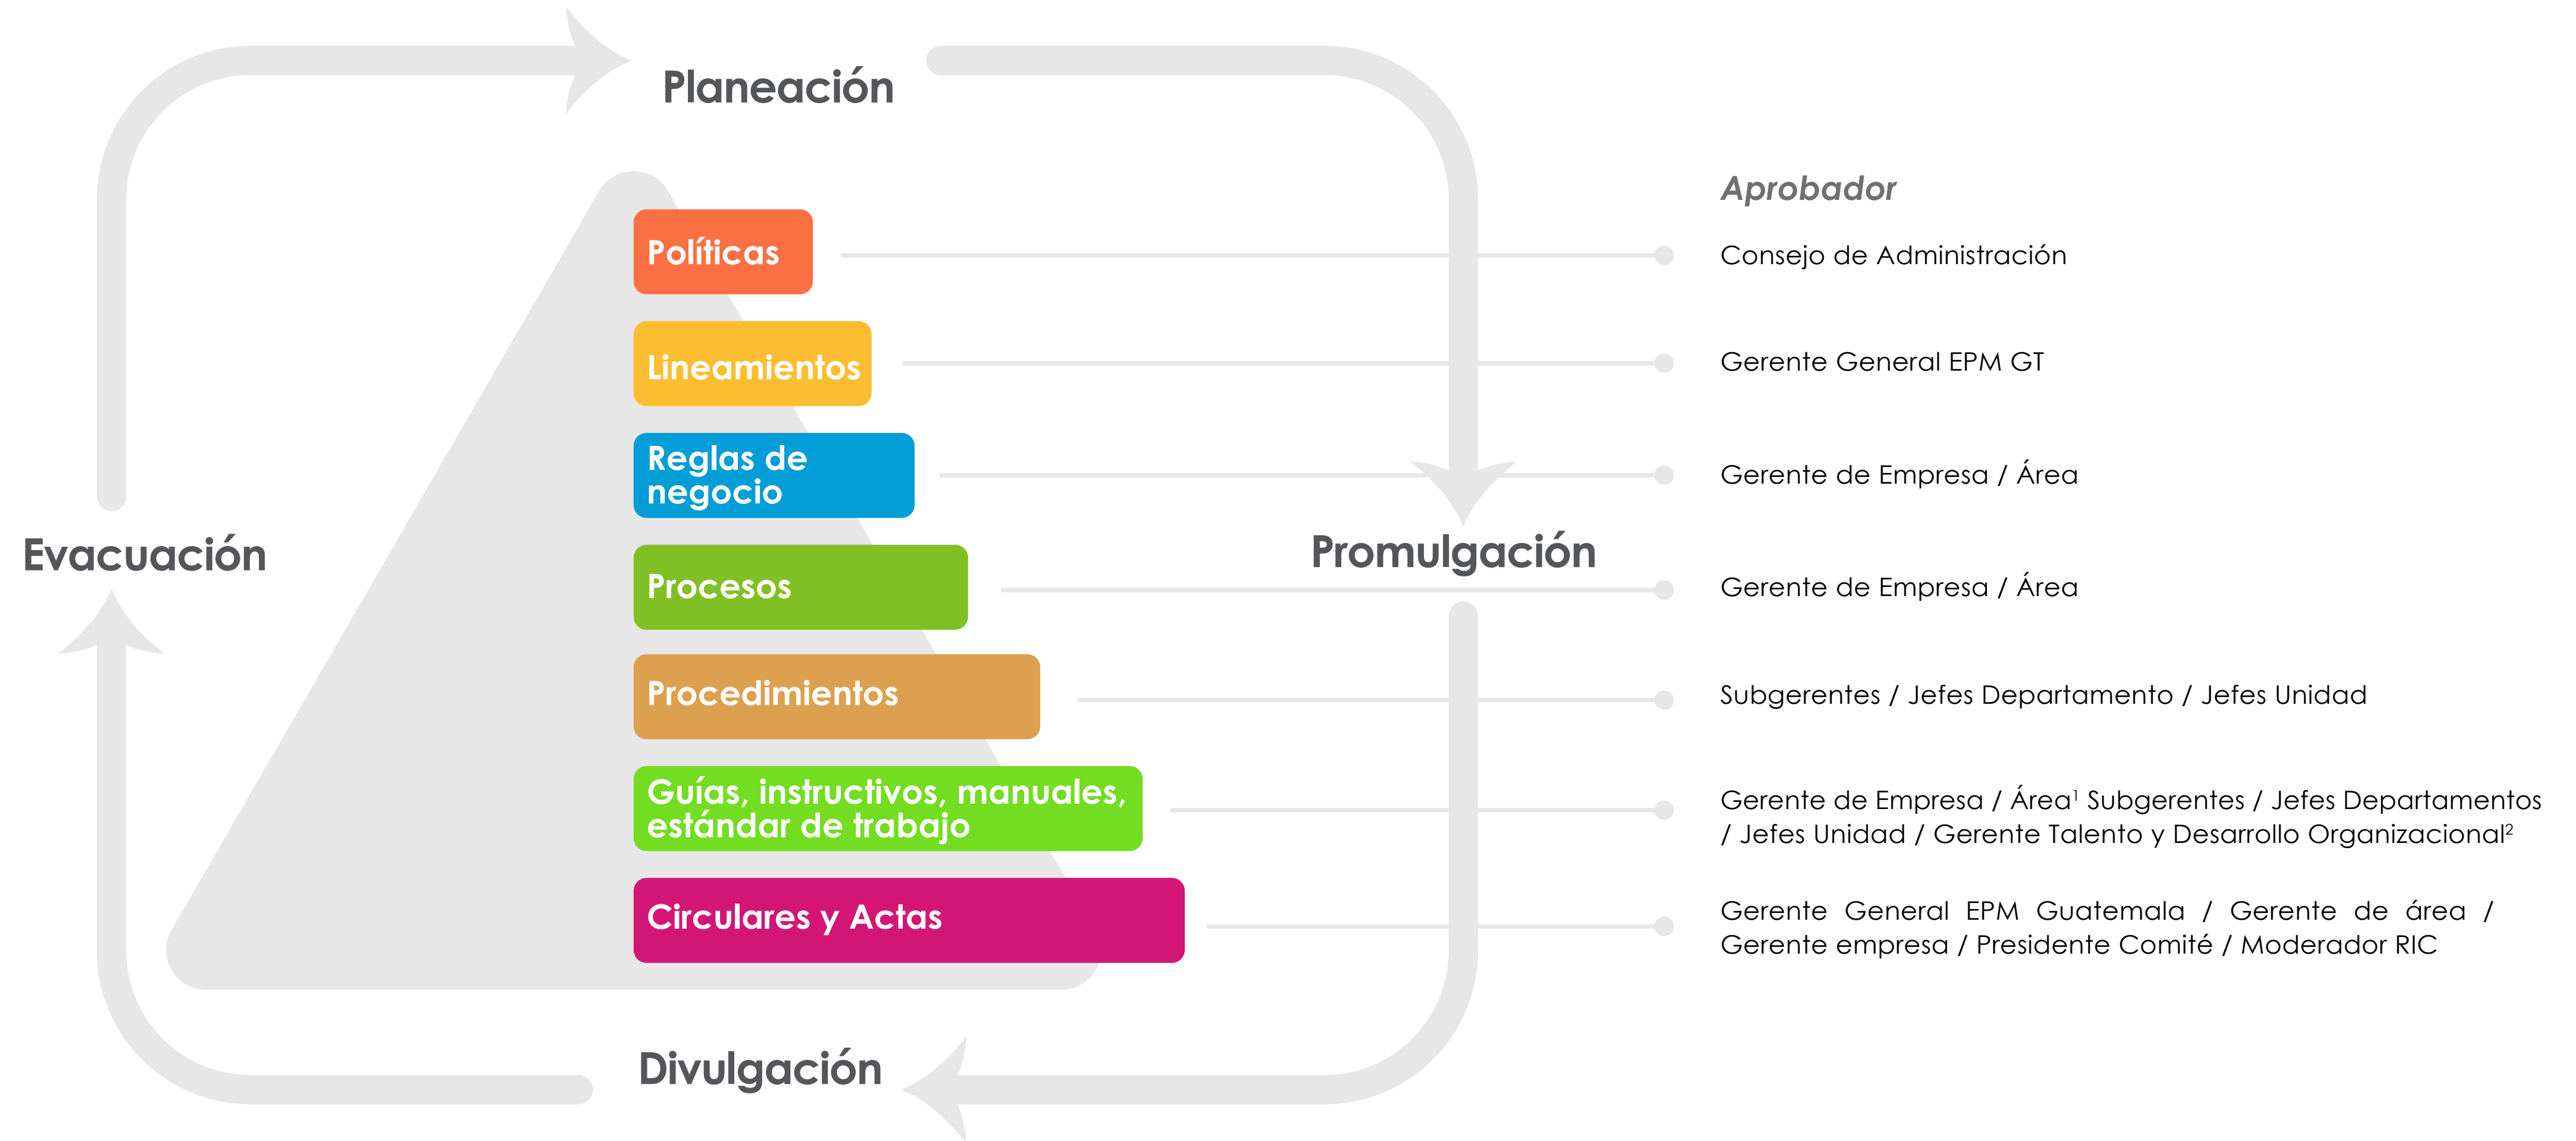 Planeación
Aprobador
Políticas
Consejo de Administración
Lineamientos
Gerente General EPM GT
Reglas de
negocio
Gerente de Empresa / Área
Evacuación
Promulgación
Procesos
Gerente de Empresa / Área
Procedimientos
Subgerentes / Jefes Departamento / Jefes Unidad
Guías, instructivos, manuales,
estándar de trabajo
Gerente de Empresa / Área¹ Subgerentes / Jefes Departamentos
/ Jefes Unidad / Gerente Talento y Desarrollo Organizacional²
Circulares y Actas
Gerente General EPM Guatemala / Gerente de área /
Gerente empresa / Presidente Comité / Moderador RIC
Divulgación